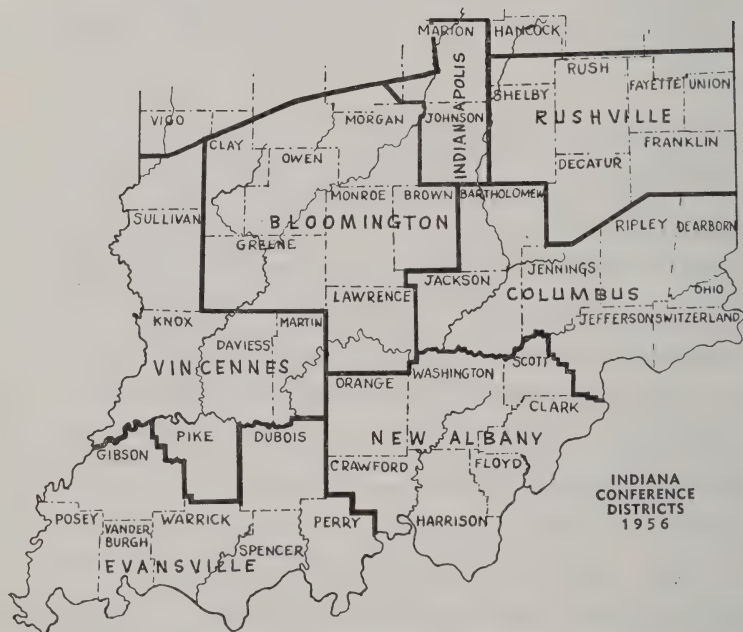 MARION
HANCOCK
INDIANAPOLIS
RUSH
SHELBY
FAYETTE
UNION
RUSHVILLE
VIGO
CLAY
MORGAN
JOHNSON
FRANKLIN
OWEN
DECATUR
MONROE
BROWN
BARTHOLOMEW
SULLIVAN
BLOOMINGTON
RIPLEY
DEARBORN
GREENE
JENNINGS
JACKSON
LAWRENCE
COLUMBUS
OHIO
KNOX
MARTIN
JEFFERSON
SWITZERLAND
DAVIESS
VINCENNES
WASHINGTON
SCOTT
ORANGE
CLARK
PIKE
DUBOIS
NEW ALBANY
GIBSON
CRAWFORD
FLOYD
INDIANA
CONFERENCE
DISTRICTS
1956
POSEY
WARRICK
PERRY
HARRISON
VANDER
BURGH
SPENCER
EVANSVILLE